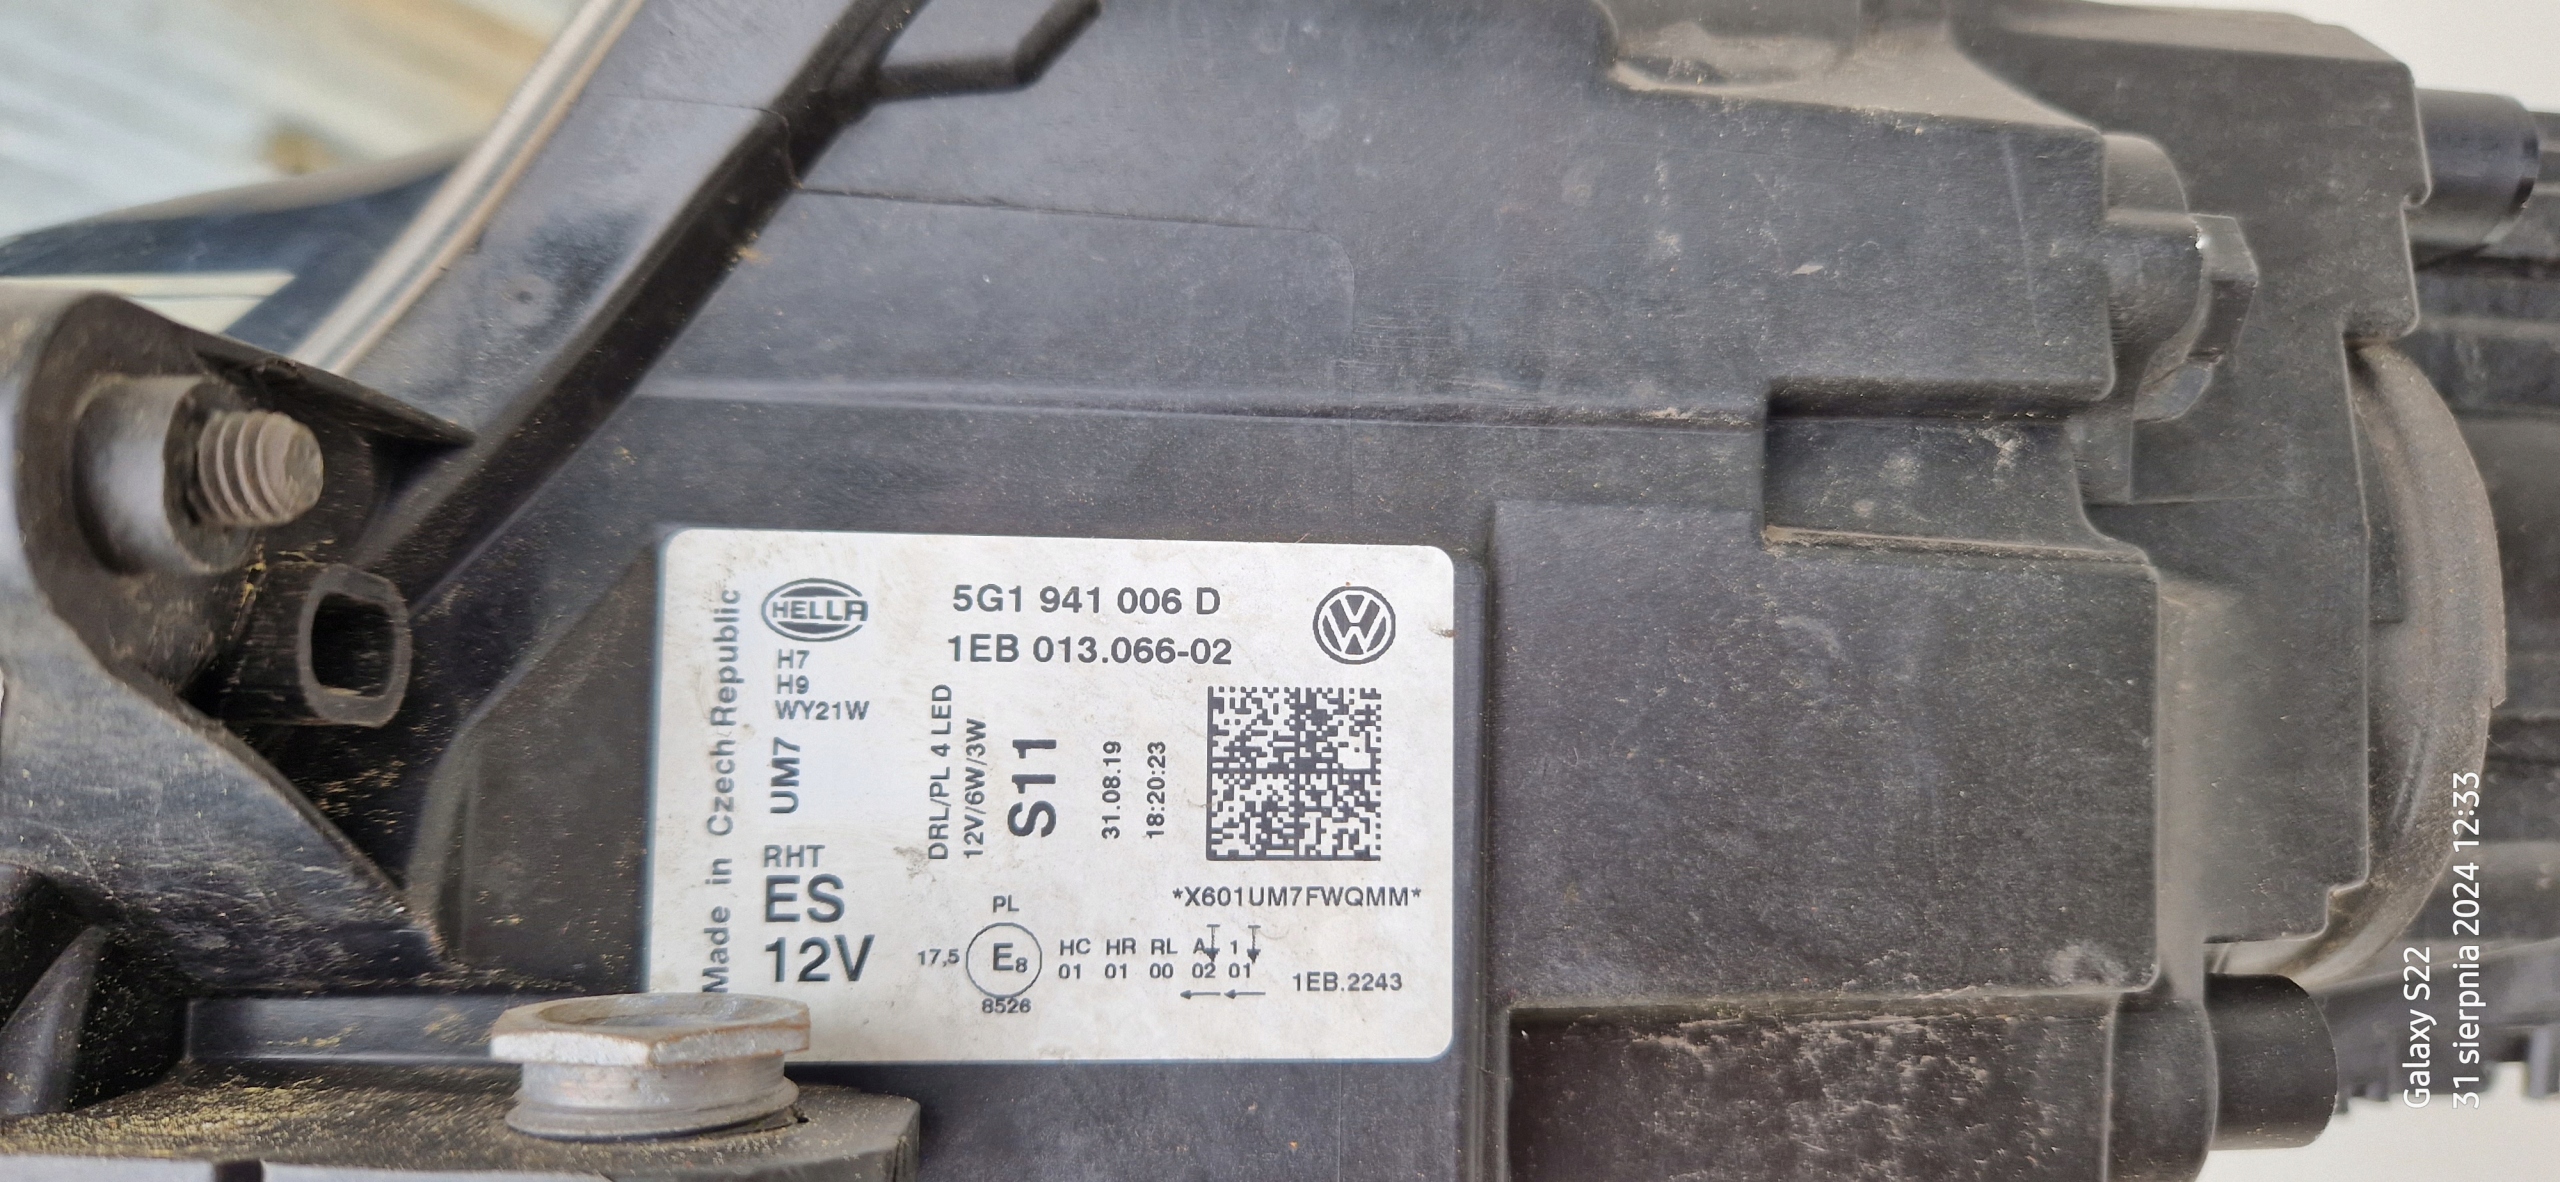 Made in Czech Republic
HELLA
5G1 941 006 D
1EB 013.066-02
H7
H9
WY21W
UM7
DRL/PL 4 LED
12V/6W/3W
S11
31.08.19
18:20:23
RHT
ES
12V
*X601UM7FWQMM*
PL
17,5 E8
8526
HC HR RL A 1
01 01 00 02 01
1EB.2243
Galaxy S22
31 sierpnia 2024 12:33